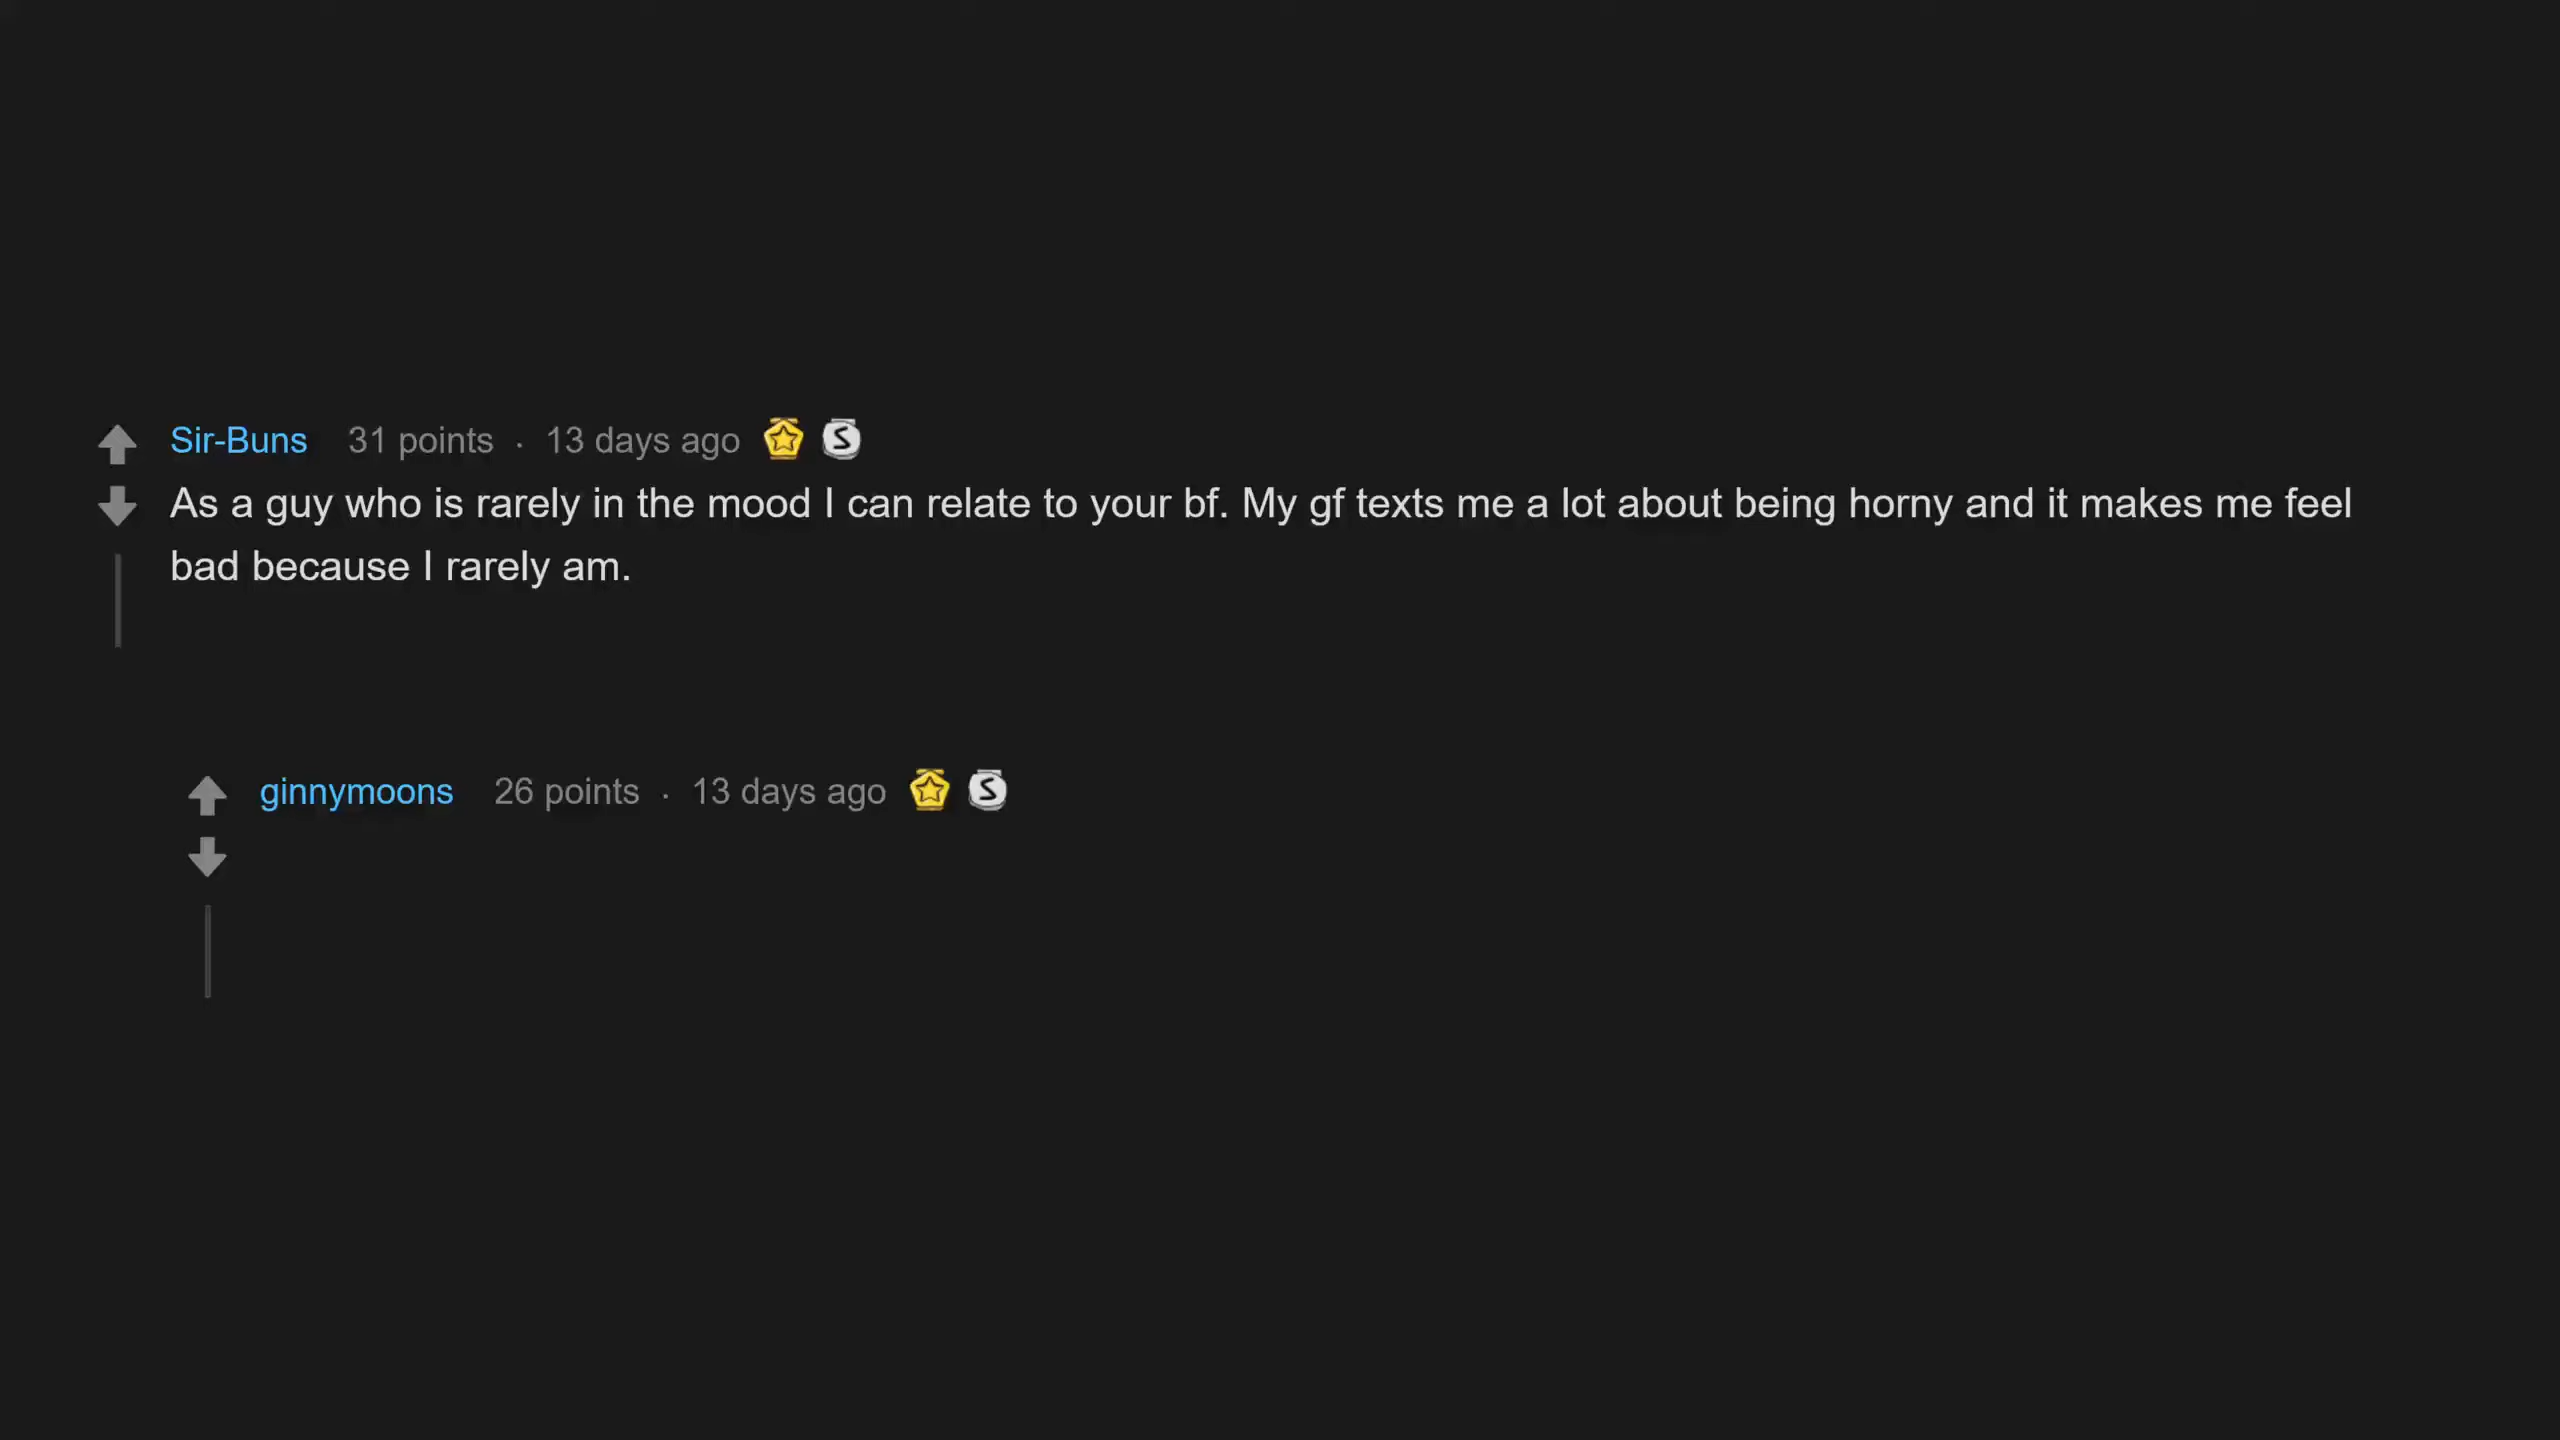 Sir-Buns 31 points · 13 days ago
As a guy who is rarely in the mood I can relate to your bf. My gf texts me a lot about being horny and it makes me feel
bad because I rarely am.
ginnymoons 26 points · 13 days ago